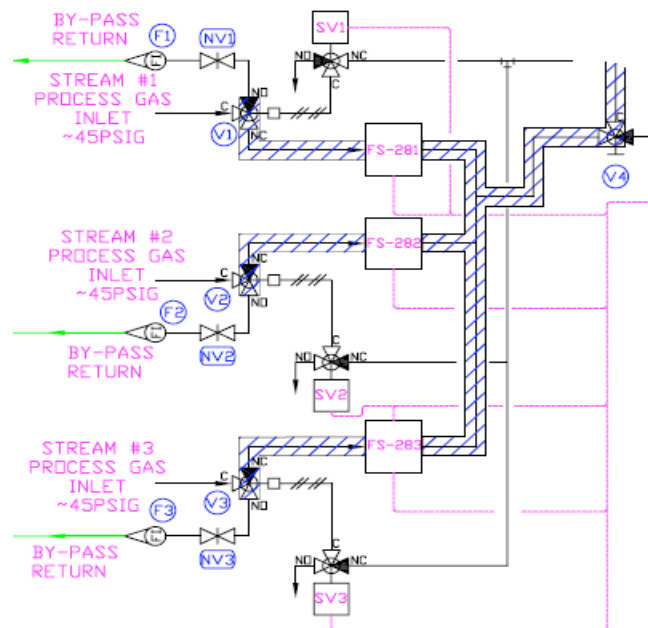 BY-PASS
RETURN
F1
FI
NV1
SV1
STREAM #1
PROCESS GAS
INLET
~45PSIG
C
NO
NC
V1
NO
NC
C
FS-281
V4
C
STREAM #2
PROCESS GAS
INLET
~45PSIG
C
NC
NO
V2
FS-282
F2
FI
NV2
BY-PASS
RETURN
C
NO
NC
SV2
STREAM #3
PROCESS GAS
INLET
~45PSIG
C
NC
NO
V3
FS-283
F3
FI
NV3
BY-PASS
RETURN
C
NO
NC
SV3